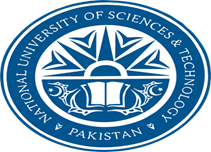 NATIONAL UNIVERSITY OF SCIENCES & TECHNOLOGY
PAKISTAN